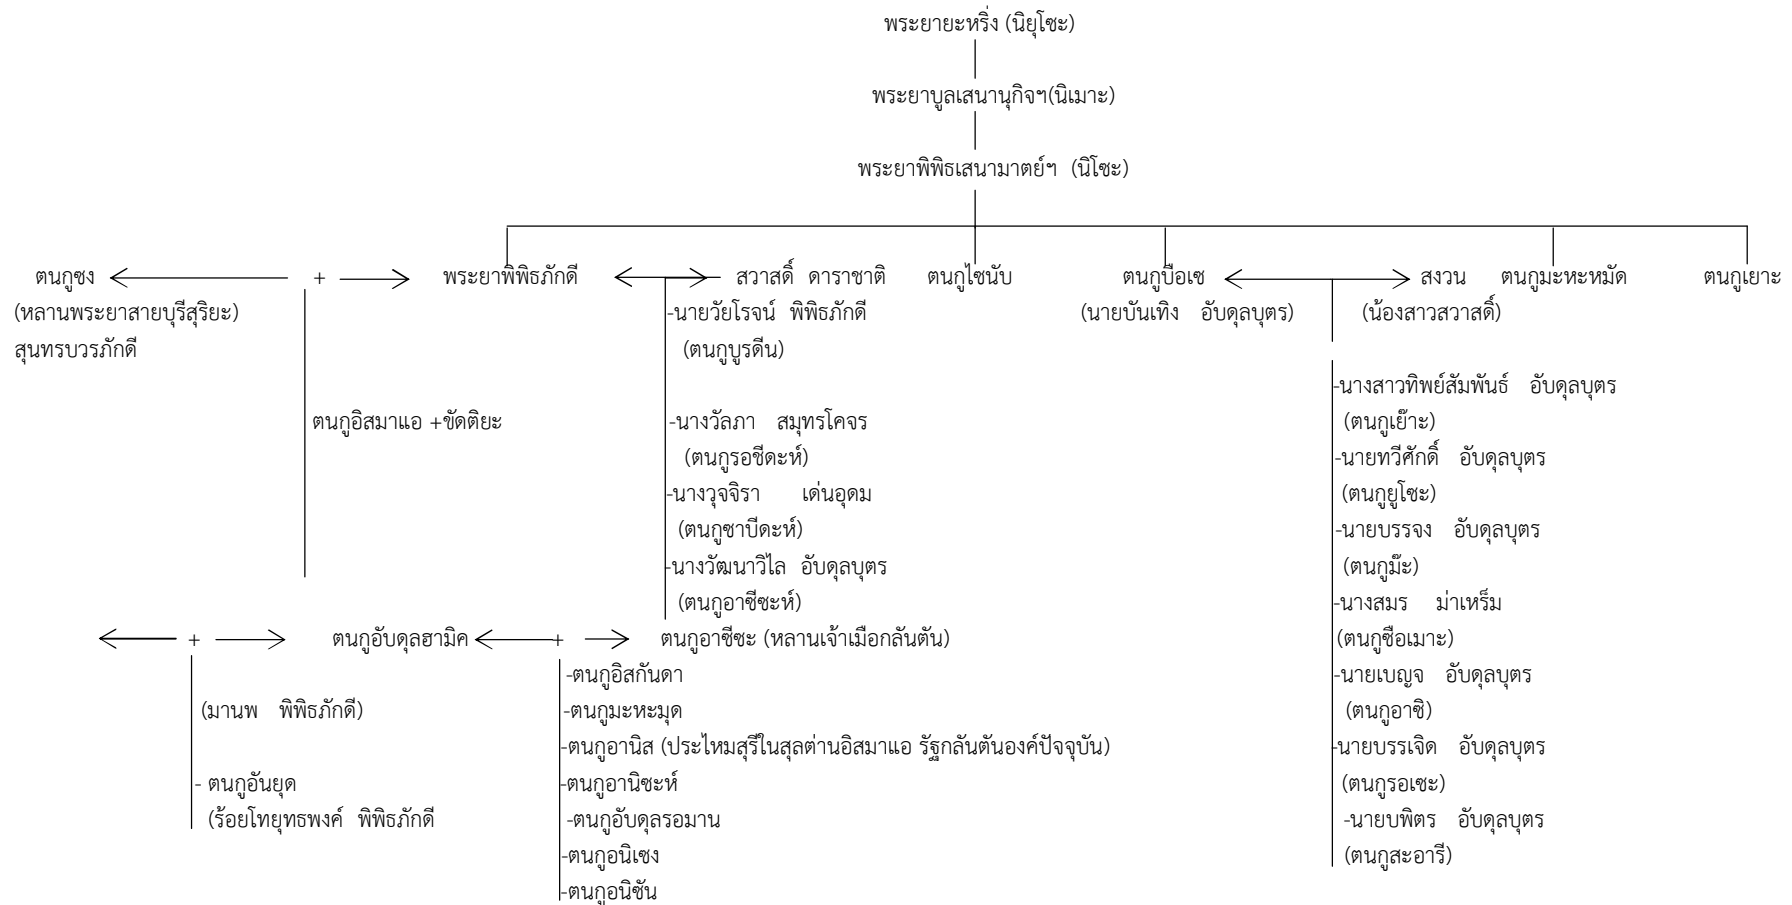 พระยายะหริ่ง (นิยุโซะ)
พระยาบูลเสนานุกิจฯ(นิเมาะ)
พระยาพิพิธเสนามาตย์ฯ (นิโซะ)
ตนกูซง + พระยาพิพิธภักดี สวาสดิ์ ดาราชาติ ตนกูไซนับ ตนกูบือเซ สงวน ตนกูมะหะหมัด ตนกูเยาะ
(หลานพระยาสายบุรีสุริยะ) -นายวัยโรจน์ พิพิธภักดี (นายบันเทิง อับดุลบุตร) (น้องสาวสวาสดิ์)
สุนทรบวรภักดี (ตนกูบูรดีน)
-นางสาวทิพย์สัมพันธ์ อับดุลบุตร
ตนกูอิสมาแอ +ขัดติยะ -นางวัลภา สมุทรโคจร (ตนกูเย๊าะ)
(ตนกูรอชีดะห์) -นายทวีศักดิ์ อับดุลบุตร
-นางวุจจิรา เด่นอุดม (ตนกูยูโซะ)
(ตนกูซาบีดะห์) -นายบรรจง อับดุลบุตร
-นางวัฒนาวิไล อับดุลบุตร (ตนกูม๊ะ)
(ตนกูอาซีซะห์) -นางสมร ม่าเหร็ม
+ ตนกูอับดุลฮามิค + ตนกูอาซีซะ (หลานเจ้าเมือกลันตัน) (ตนกูซือเมาะ)
-ตนกูอิสกันดา -นายเบญจ อับดุลบุตร
(มานพ พิพิธภักดี) -ตนกูมะหะมุด (ตนกูอาซิ)
-ตนกูอานิส (ประไหมสุรีในสุลต่านอิสมาแอ รัฐกลันตันองค์ปัจจุบัน) -นายบรรเจิด อับดุลบุตร
- ตนกูอันยุด -ตนกูอานิซะห์ (ตนกูรอเซะ)
(ร้อยโทยุทธพงค์ พิพิธภักดี -ตนกูอับดุลรอมาน -นายบพิตร อับดุลบุตร
-ตนกูอนิเซง (ตนกูสะอารี)
-ตนกูอนิซัน